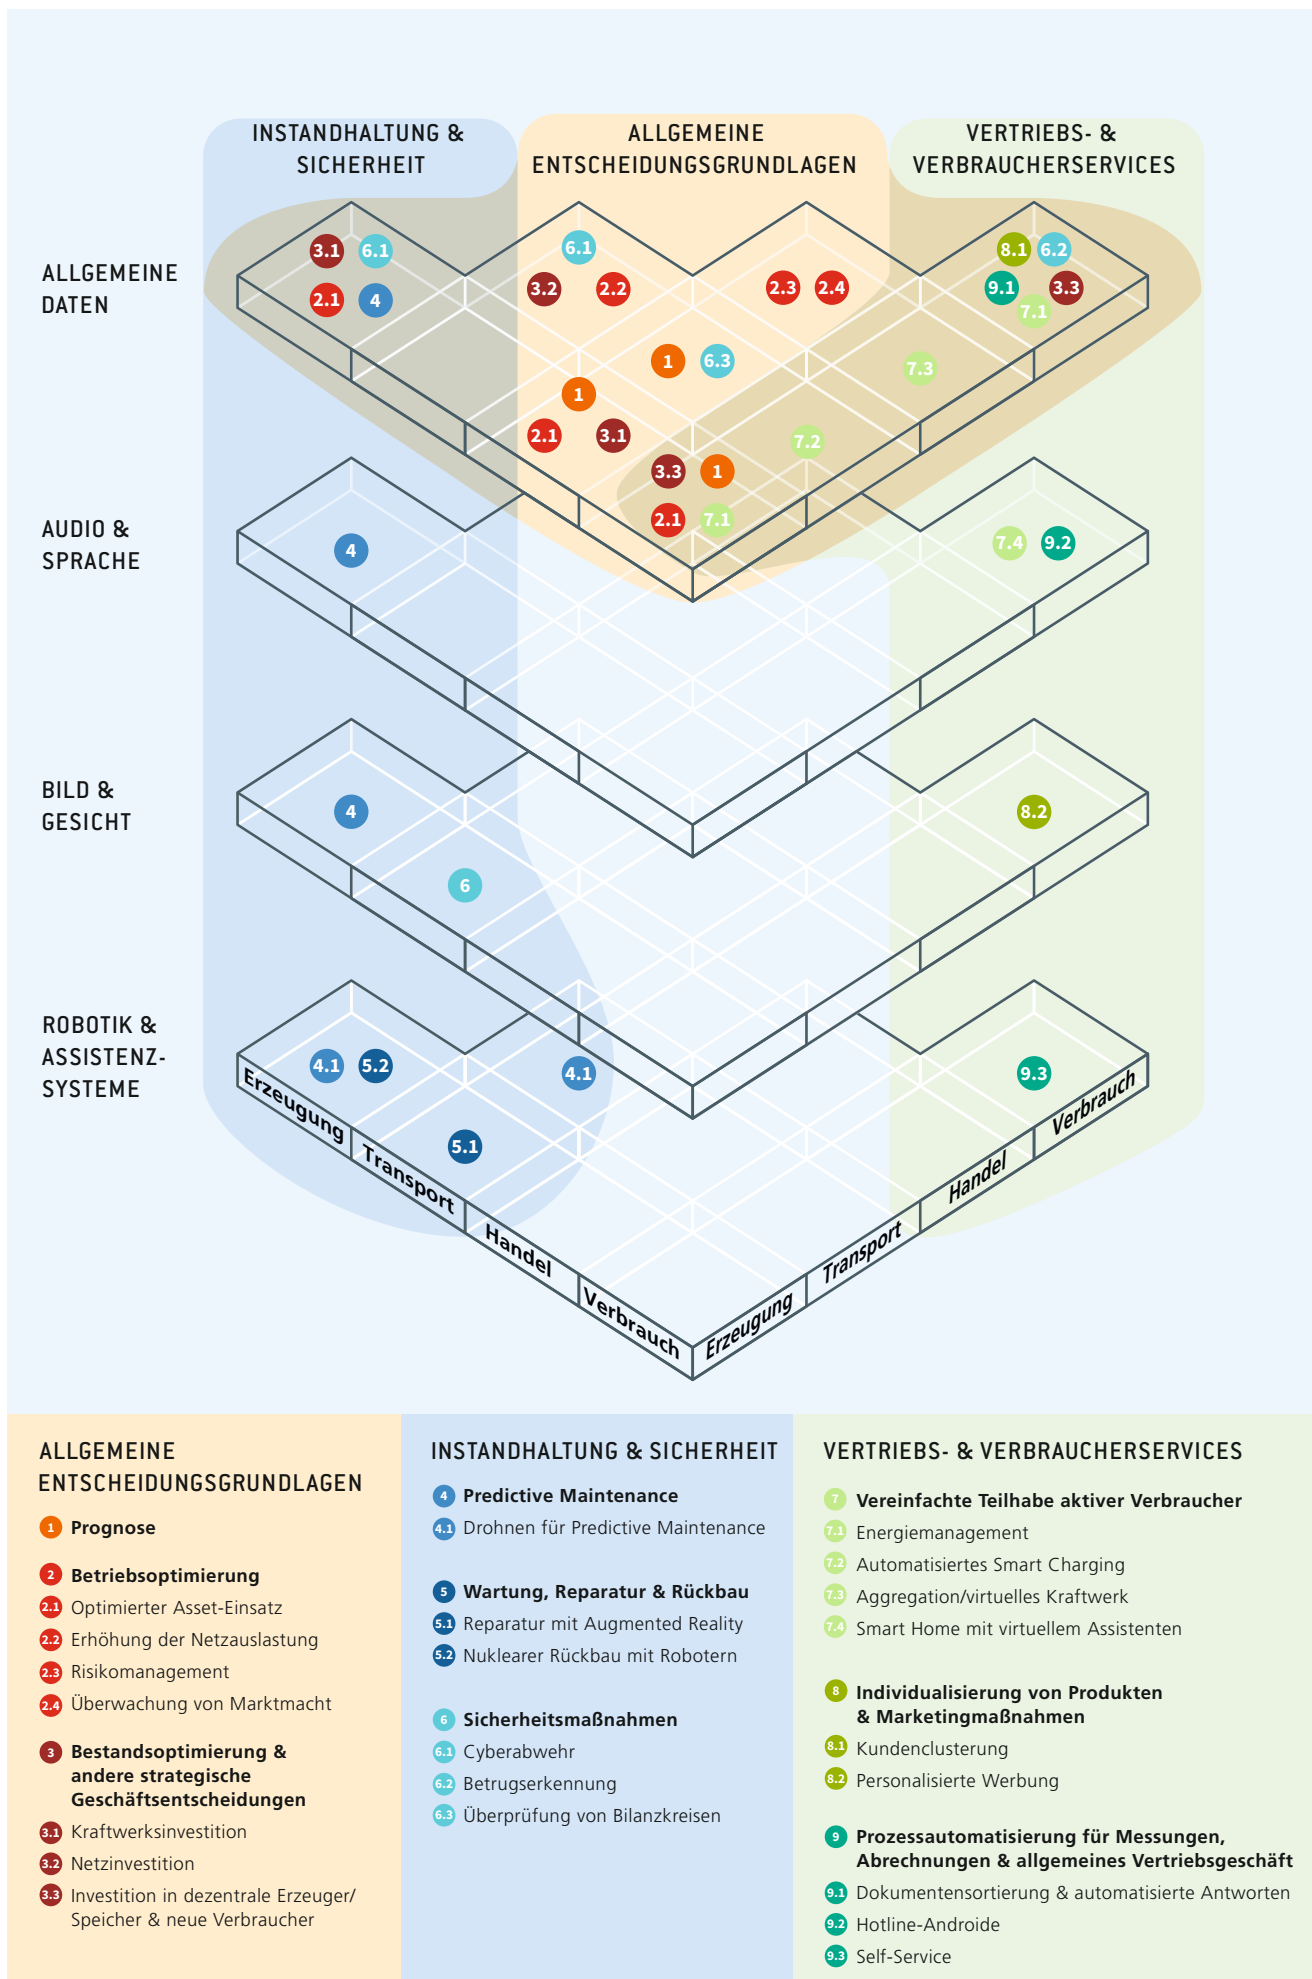 INSTANDHALTUNG &
SICHERHEIT
ALLGEMEINE
ENTSCHEIDUNGSGRUNDLAGEN
VERTRIEBS- &
VERBRAUCHERSERVICES
ALLGEMEINE
DATEN
3.1 6.1
2.1 4
6.1
3.2 2.2
2.3 2.4
8.1 6.2
9.1 3.3
7.1
1 6.3
7.3
1
2.1 3.1
7.2
3.3 1
2.1 7.1
AUDIO &
SPRACHE
4
7.4 9.2
BILD &
GESICHT
4
8.2
6
ROBOTIK &
ASSISTENZ-
SYSTEME
4.1 5.2
4.1
9.3
5.1
Erzeugung
Transport
Handel
Verbrauch
Erzeugung
Transport
Handel
Verbrauch
ALLGEMEINE
ENTSCHEIDUNGSGRUNDLAGEN
1 Prognose
2 Betriebsoptimierung
2.1 Optimierter Asset-Einsatz
2.2 Erhöhung der Netzauslastung
2.3 Risikomanagement
2.4 Überwachung von Marktmacht
3 Bestandsoptimierung &
andere strategische
Geschäftsentscheidungen
3.1 Kraftwerksinvestition
3.2 Netzinvestition
3.3 Investition in dezentrale Erzeuger/
Speicher & neue Verbraucher
INSTANDHALTUNG & SICHERHEIT
4 Predictive Maintenance
4.1 Drohnen für Predictive Maintenance
5 Wartung, Reparatur & Rückbau
5.1 Reparatur mit Augmented Reality
5.2 Nuklearer Rückbau mit Robotern
6 Sicherheitsmaßnahmen
6.1 Cyberabwehr
6.2 Betrugserkennung
6.3 Überprüfung von Bilanzkreisen
VERTRIEBS- & VERBRAUCHERSERVICES
7 Vereinfachte Teilhabe aktiver Verbraucher
7.1 Energiemanagement
7.2 Automatisiertes Smart Charging
7.3 Aggregation/virtuelles Kraftwerk
7.4 Smart Home mit virtuellem Assistenten
8 Individualisierung von Produkten
& Marketingmaßnahmen
8.1 Kundenclusterung
8.2 Personalisierte Werbung
9 Prozessautomatisierung für Messungen,
Abrechnungen & allgemeines Vertriebsgeschäft
9.1 Dokumentensortierung & automatisierte Antworten
9.2 Hotline-Androide
9.3 Self-Service